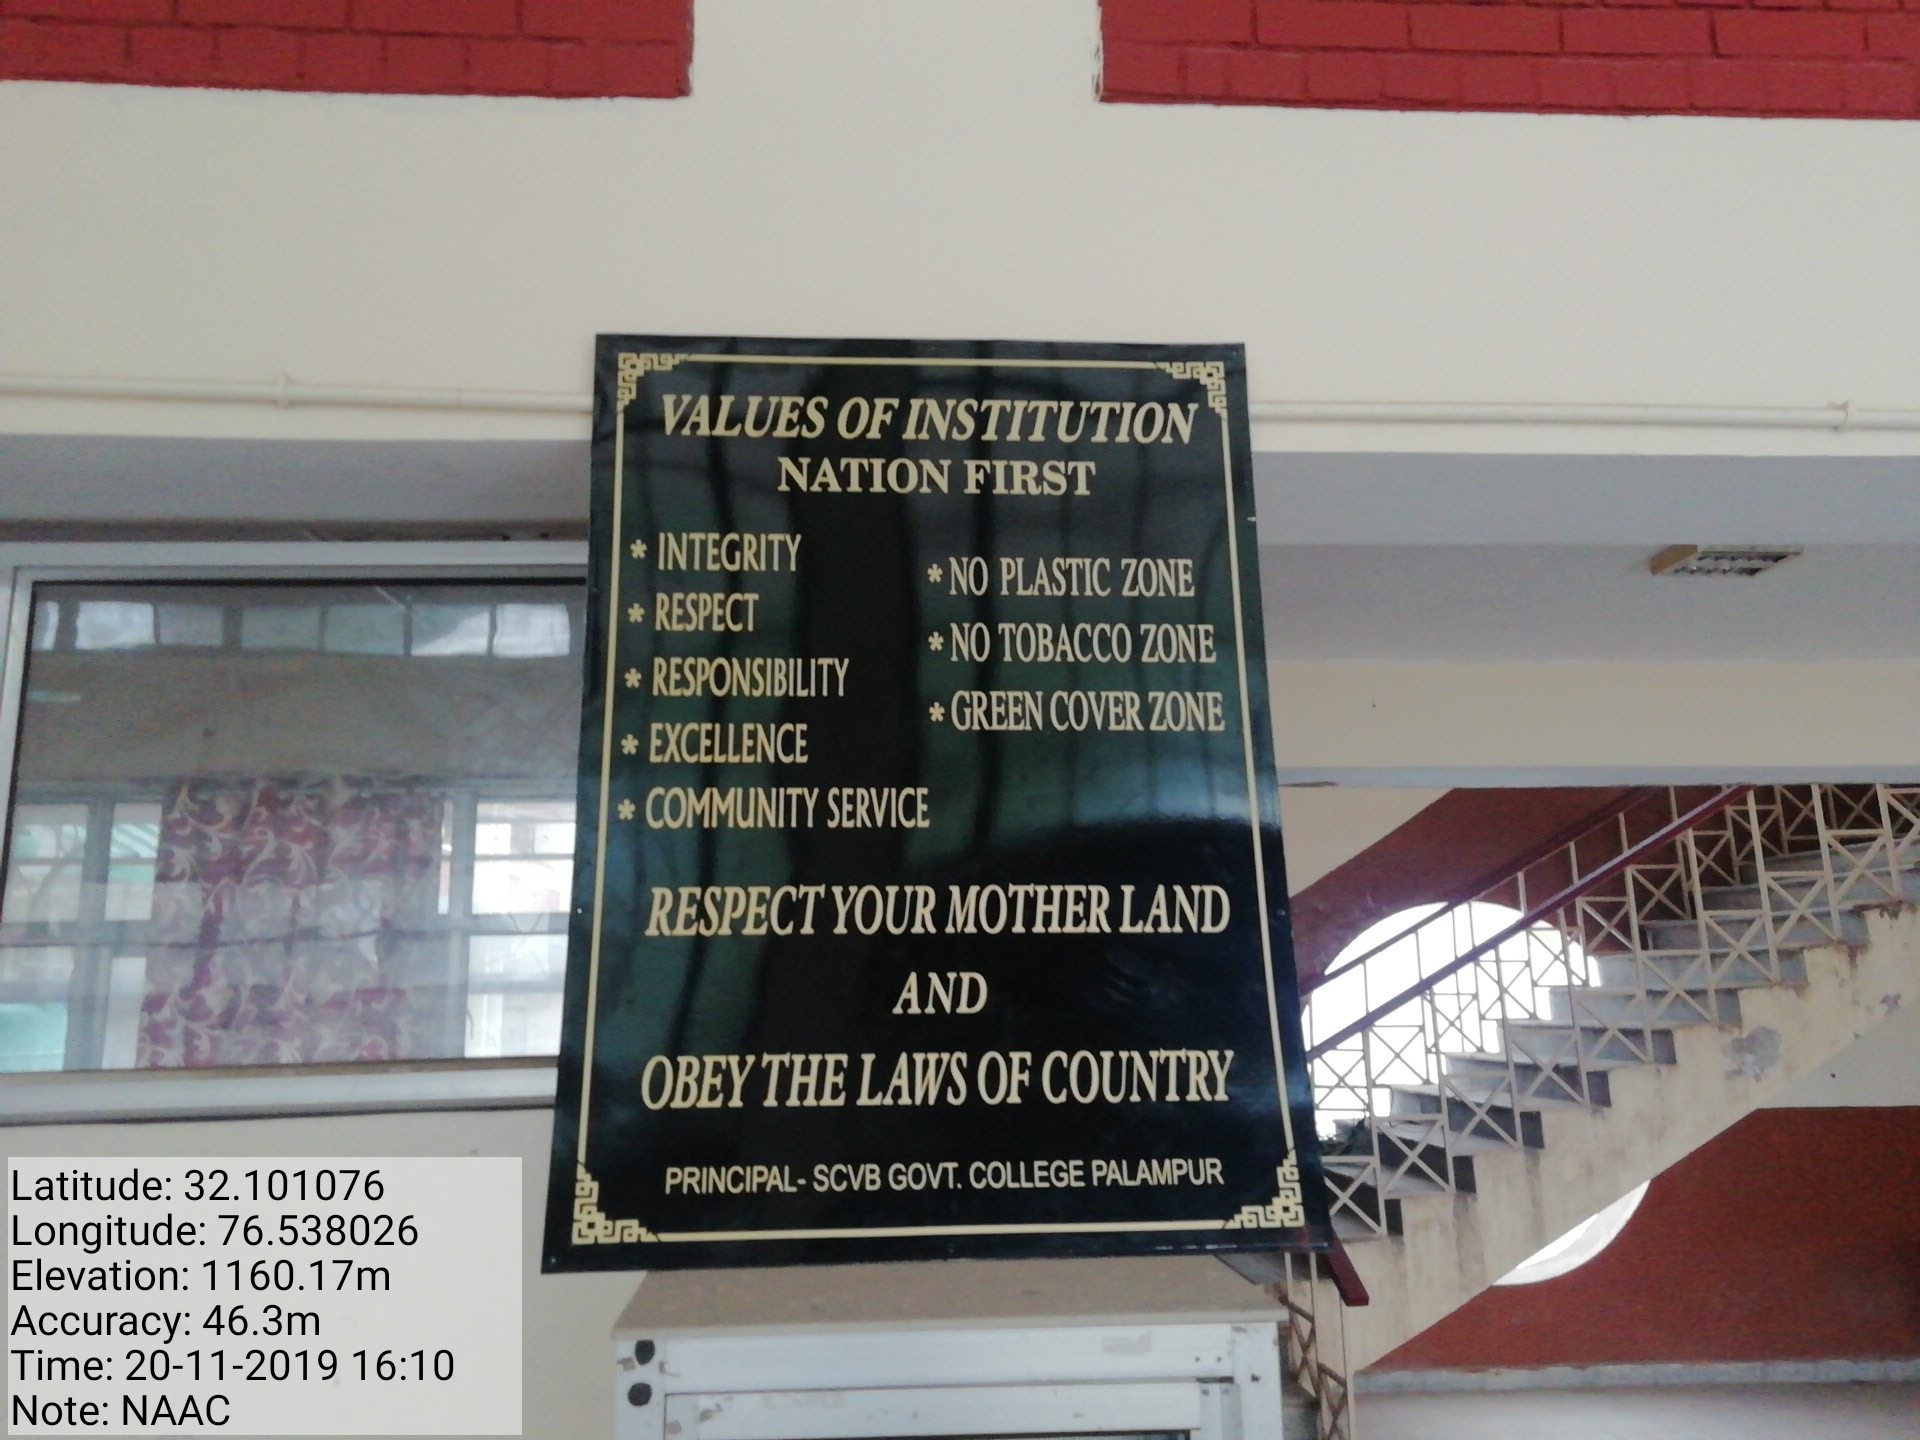 VALUES OF INSTITUTION
NATION FIRST
* INTEGRITY
* RESPECT
* RESPONSIBILITY
* EXCELLENCE
* COMMUNITY SERVICE
* NO PLASTIC ZONE
* NO TOBACCO ZONE
* GREEN COVER ZONE
RESPECT YOUR MOTHER LAND
AND
OBEY THE LAWS OF COUNTRY
PRINCIPAL- SCVB GOVT. COLLEGE PALAMPUR
Latitude: 32.101076
Longitude: 76.538026
Elevation: 1160.17m
Accuracy: 46.3m
Time: 20-11-2019 16:10
Note: NAAC